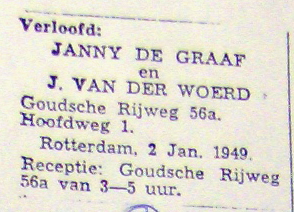 Verloofd:
JANNY DE GRAAF
en
J. VAN DER WOERD
Goudsche Rijweg 56a.
Hoofdweg 1.
Rotterdam, 2 Jan. 1949.
Receptie: Goudsche Rijweg
56a van 3—5 uur.